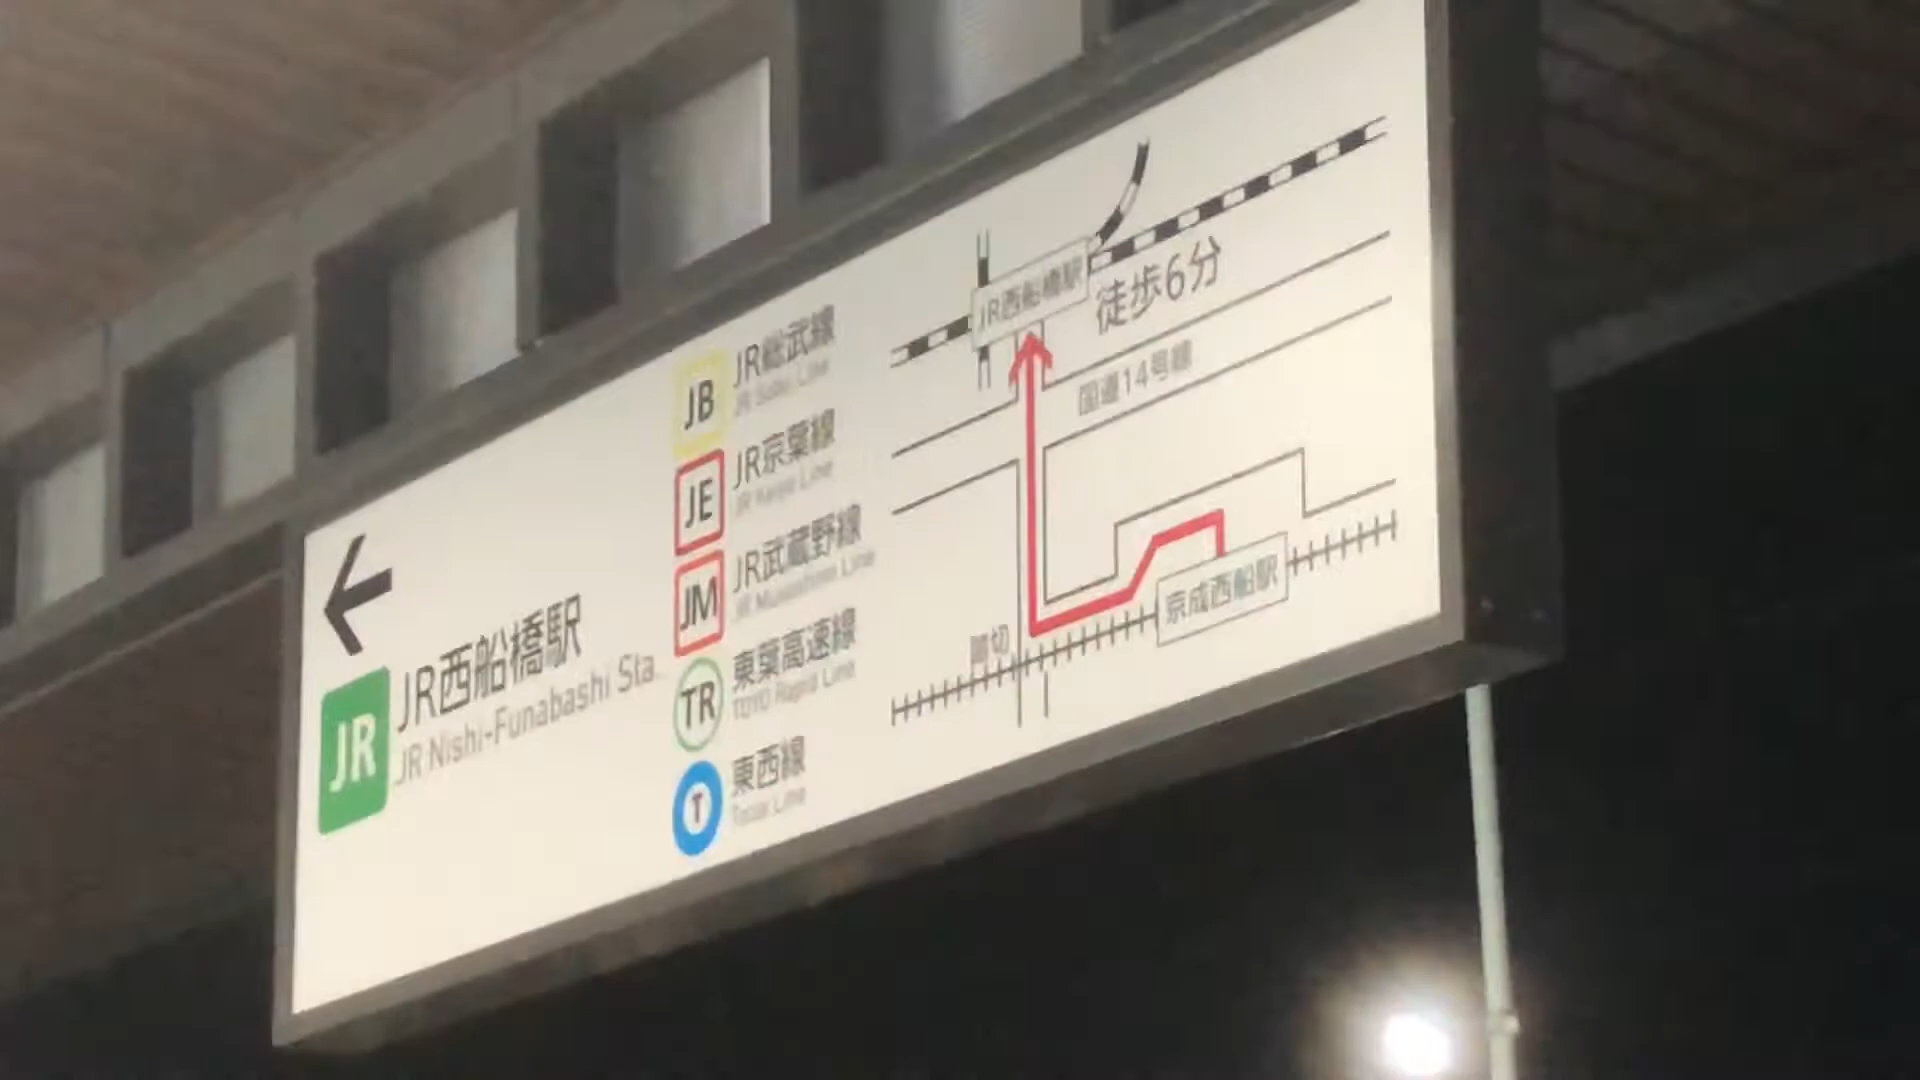 JR
JR西船橋駅
JR Nishi-Funabashi Sta.
JB
JR総武線
JR Sobu Line
JE
JR京葉線
JR Keiyo Line
JM
JR武蔵野線
JR Musashino Line
TR
東葉高速線
TOYO Rapid Line
T
東西線
Tozai Line
JR西船橋駅
徒歩6分
国道14号線
京成西船駅
踏切